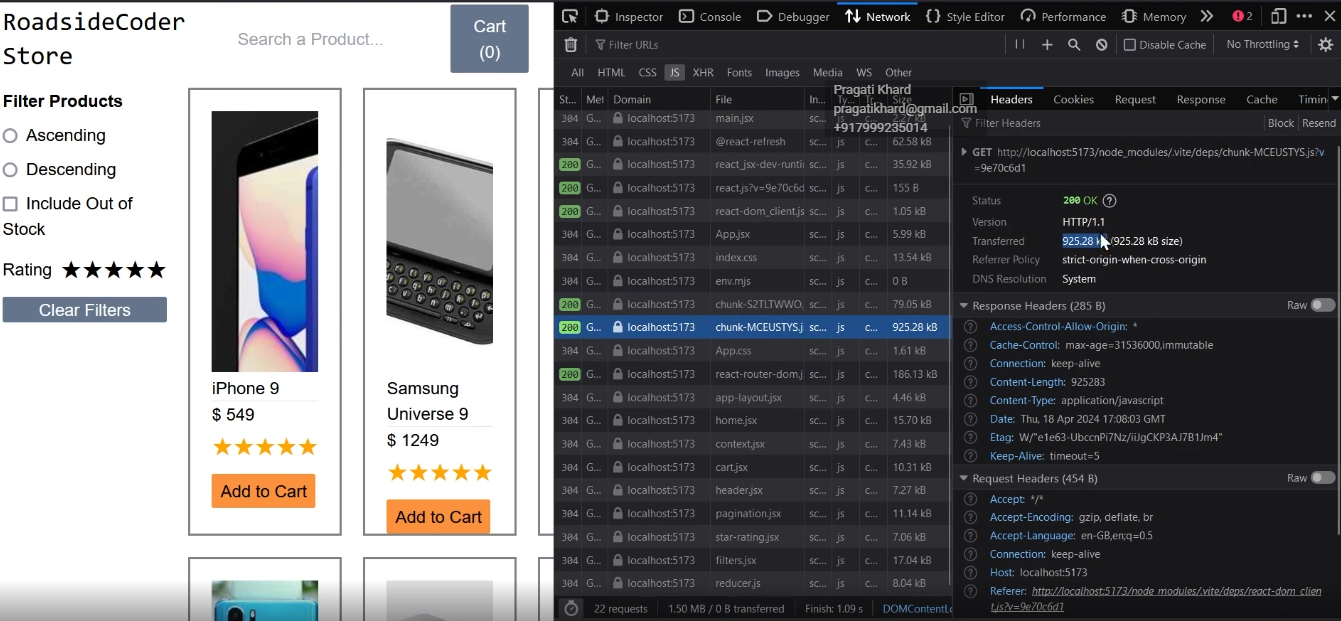 RoadsideCoder
Store
Search a Product...
Cart
(0)
Filter Products
Ascending
Descending
Include Out of
Stock
Rating ★★★★★
Clear Filters
iPhone 9
$ 549
★★★★★
Add to Cart
Samsung
Universe 9
$ 1249
★★★★★
Add to Cart
Inspector Console Debugger Network Style Editor Performance Memory 2
Filter URLs Disable Cache No Throttling
All HTML CSS JS XHR Fonts Images Media WS Other
Pragati Khard
pragatikhard@gmail.com
+917999235014
St... Met Domain File In... Ty... Tr... Size
304 G... localhost:5173 main.jsx sc... js c... 2.27 kB
304 G... localhost:5173 @react-refresh sc... js c... 62.58 kB
200 G... localhost:5173 react_jsx-dev-runti sc... js c... 35.92 kB
200 G... localhost:5173 react.js?v=9e70c6d sc... js c... 155 B
200 G... localhost:5173 react-dom_client.js sc... js c... 1.05 kB
304 G... localhost:5173 App.jsx sc... js c... 5.99 kB
304 G... localhost:5173 index.css sc... js c... 13.54 kB
304 G... localhost:5173 env.mjs sc... js c... 0 B
200 G... localhost:5173 chunk-S2TLTWWO. sc... js c... 79.05 kB
200 G... localhost:5173 chunk-MCEUSTYS.j sc... js c... 925.28 kB
304 G... localhost:5173 App.css sc... js c... 1.61 kB
200 G... localhost:5173 react-router-dom.j sc... js c... 186.13 kB
304 G... localhost:5173 app-layout.jsx sc... js c... 4.46 kB
304 G... localhost:5173 home.jsx sc... js c... 15.70 kB
304 G... localhost:5173 context.jsx sc... js c... 7.43 kB
304 G... localhost:5173 cart.jsx sc... js c... 10.31 kB
304 G... localhost:5173 header.jsx sc... js c... 7.27 kB
304 G... localhost:5173 pagination.jsx sc... js c... 11.14 kB
304 G... localhost:5173 star-rating.jsx sc... js c... 7.06 kB
304 G... localhost:5173 filters.jsx sc... js c... 17.04 kB
304 G... localhost:5173 reducer.js sc... js c... 8.04 kB
22 requests 1.50 MB / 0 B transferred Finish: 1.09 s DOMContentLo
Headers Cookies Request Response Cache Timin
Filter Headers Block Resend
GET http://localhost:5173/node_modules/.vite/deps/chunk-MCEUSTYS.js?v
=9e70c6d1
Status 200 OK
Version HTTP/1.1
Transferred 925.28 (925.28 kB size)
Referrer Policy strict-origin-when-cross-origin
DNS Resolution System
Response Headers (285 B) Raw
Access-Control-Allow-Origin: *
Cache-Control: max-age=31536000,immutable
Connection: keep-alive
Content-Length: 925283
Content-Type: application/javascript
Date: Thu, 18 Apr 2024 17:08:03 GMT
Etag: W/"e1e63-UbccnPi7Nz/iiJgCKP3AJ7B1Jm4"
Keep-Alive: timeout=5
Request Headers (454 B) Raw
Accept: */*
Accept-Encoding: gzip, deflate, br
Accept-Language: en-GB,en;q=0.5
Connection: keep-alive
Host: localhost:5173
Referer: http://localhost:5173/node_modules/.vite/deps/react-dom_clien
t.js?v=9e70c6d1